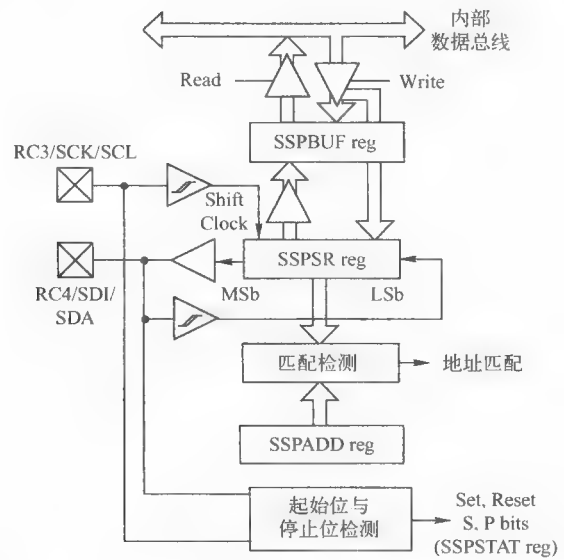 内部
数据总线
Read
Write
SSPBUF reg
RC3/SCK/SCL
Shift
Clock
SSPSR reg
MSb
LSb
RC4/SDI/
SDA
匹配检测
地址匹配
SSPADD reg
起始位与
停止位检测
Set, Reset
S, P bits
(SSPSTAT reg)